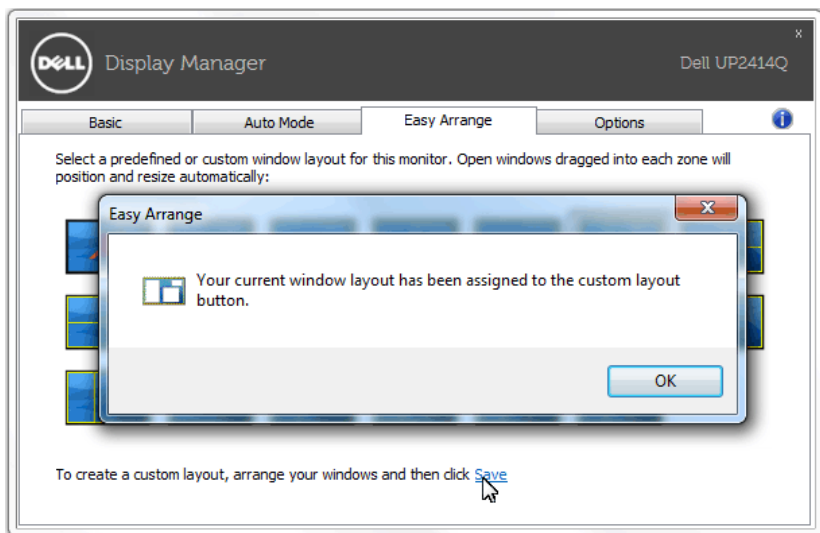 x
DELL
Display Manager
Dell UP2414Q
Basic
Auto Mode
Easy Arrange
Options
i
Select a predefined or custom window layout for this monitor. Open windows dragged into each zone will
position and resize automatically:
Easy Arrange
x
Your current window layout has been assigned to the custom layout
button.
OK
To create a custom layout, arrange your windows and then click Save